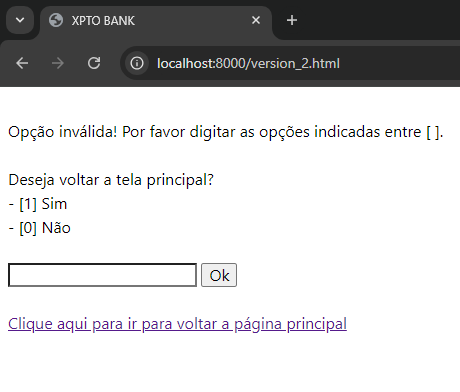 XPTO BANK
localhost:8000/version_2.html
Opção inválida! Por favor digitar as opções indicadas entre [ ].
Deseja voltar a tela principal?
- [1] Sim
- [0] Não
Ok
Clique aqui para ir para voltar a página principal